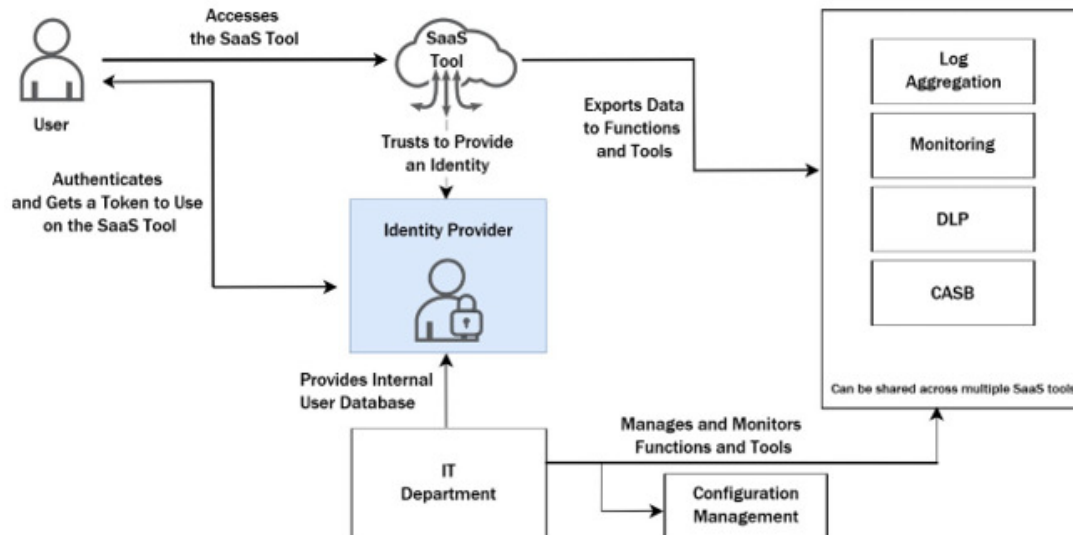 Accesses
the SaaS Tool
SaaS
Tool
User
Exports Data
to Functions
and Tools
Log
Aggregation
Monitoring
DLP
CASB
Can be shared across multiple SaaS tools
Trusts to Provide
an Identity
Authenticates
and Gets a Token to Use
on the SaaS Tool
Identity Provider
Provides Internal
User Database
IT
Department
Manages and Monitors
Functions and Tools
Configuration
Management